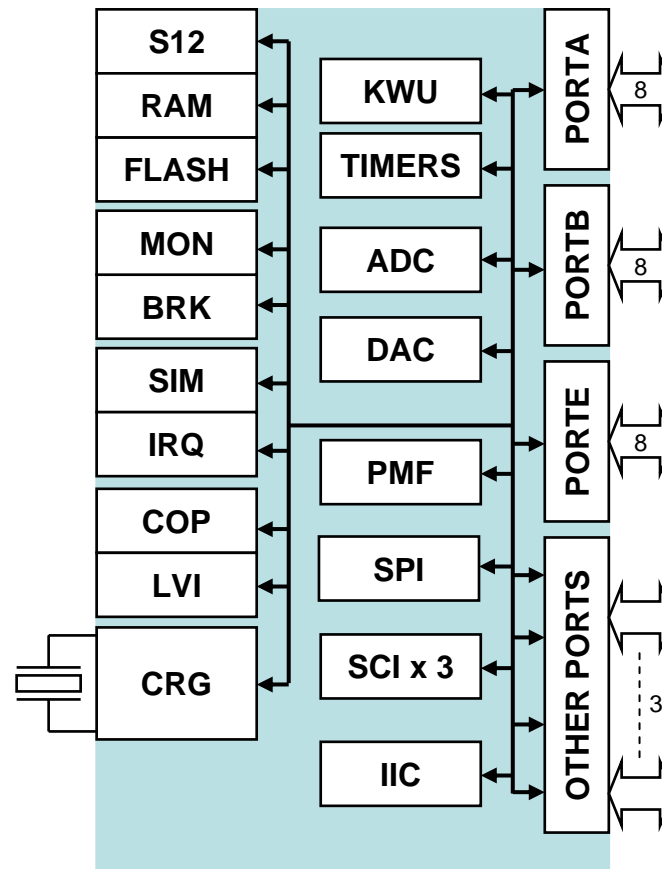 S12
RAM
FLASH
MON
BRK
SIM
IRQ
COP
LVI
CRG
KWU
TIMERS
ADC
DAC
PMF
SPI
SCI x 3
IIC
PORTA
PORTB
PORTE
OTHER PORTS
8
8
8
3